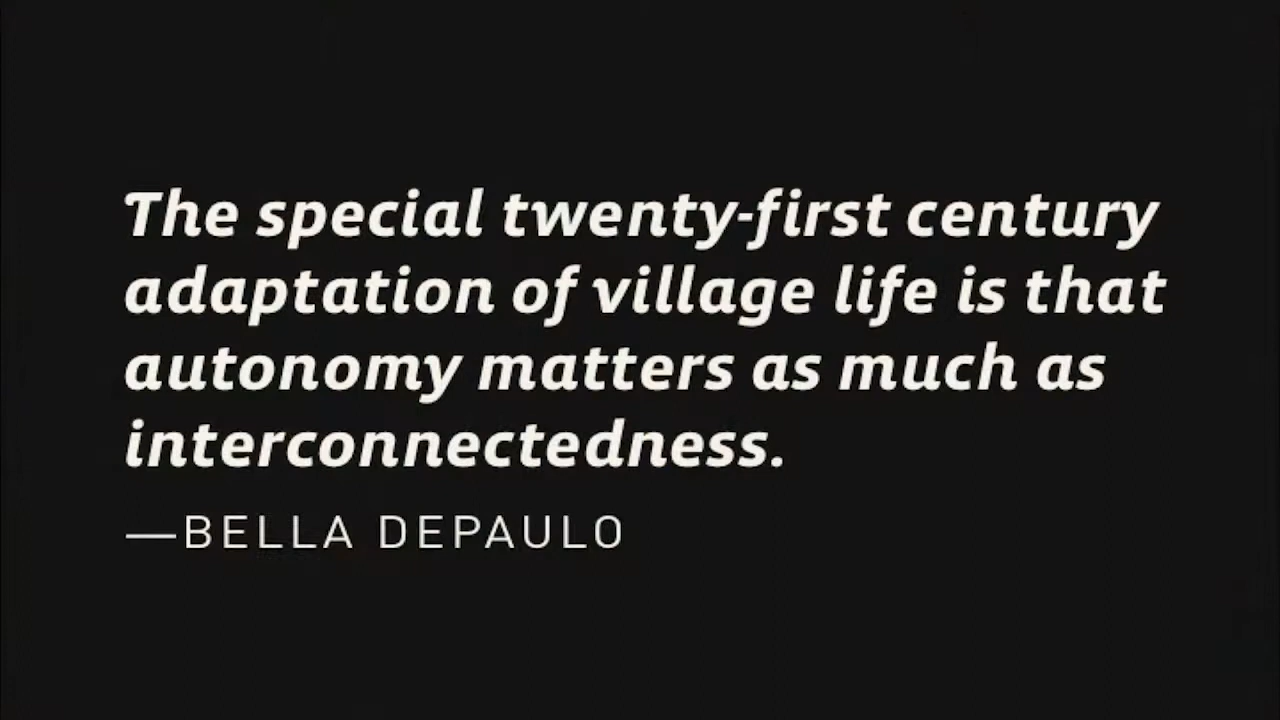 The special twenty-first century
adaptation of village life is that
autonomy matters as much as
interconnectedness.
—BELLA DEPAULO